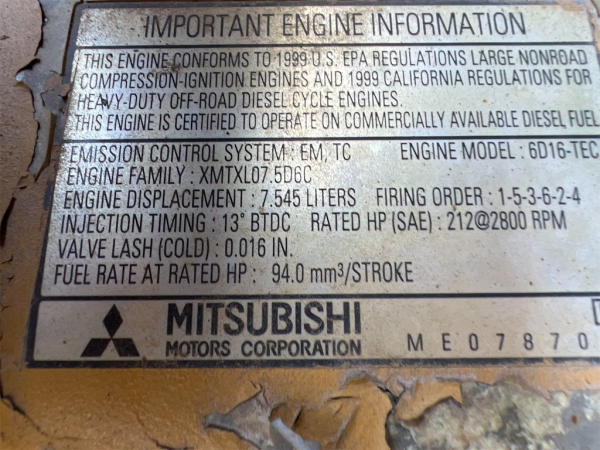 IMPORTANT ENGINE INFORMATION
THIS ENGINE CONFORMS TO 1999 U.S. EPA REGULATIONS LARGE NONROAD
COMPRESSION-IGNITION ENGINES AND 1999 CALIFORNIA REGULATIONS FOR
HEAVY-DUTY OFF-ROAD DIESEL CYCLE ENGINES.
THIS ENGINE IS CERTIFIED TO OPERATE ON COMMERCIALLY AVAILABLE DIESEL FUEL
EMISSION CONTROL SYSTEM : EM, TC ENGINE MODEL : 6D16-TEC
ENGINE FAMILY : XMTXL07.5D6C
ENGINE DISPLACEMENT : 7.545 LITERS FIRING ORDER : 1-5-3-6-2-4
INJECTION TIMING : 13° BTDC RATED HP (SAE) : 212@2800 RPM
VALVE LASH (COLD) : 0.016 IN.
FUEL RATE AT RATED HP : 94.0 mm³/STROKE
MITSUBISHI
MOTORS CORPORATION
ME07870